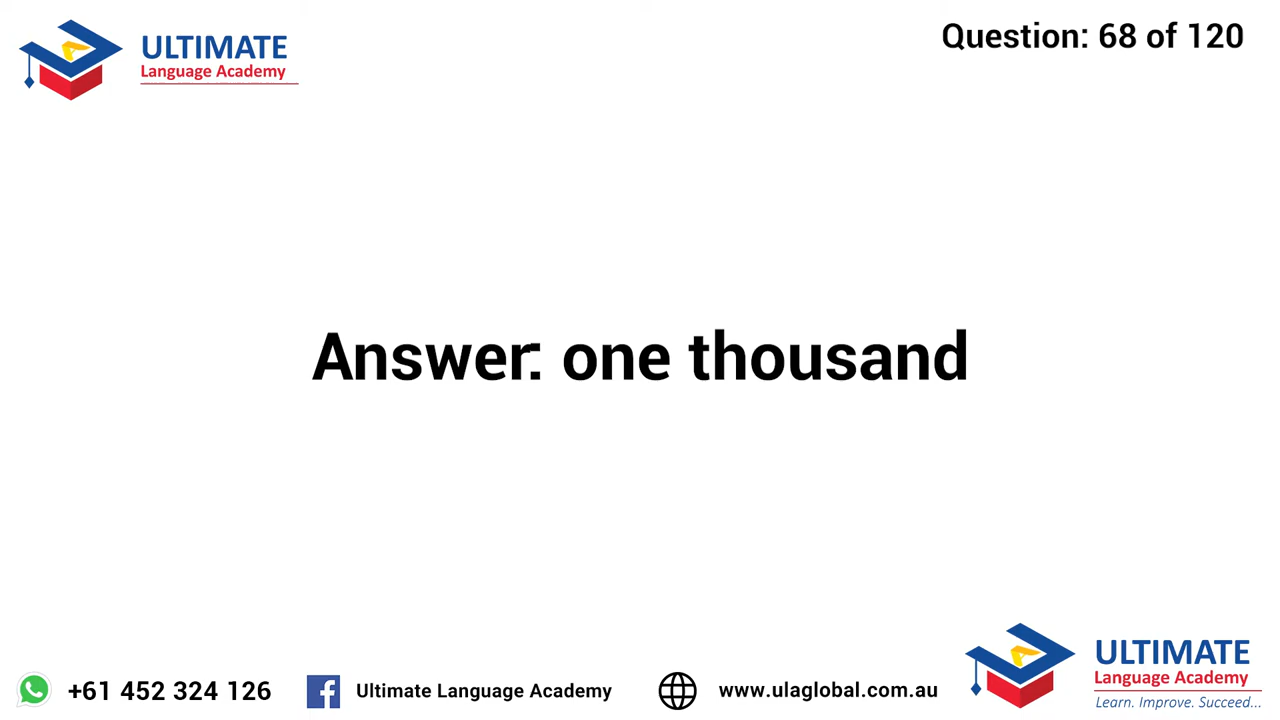 ULTIMATE
Language Academy
Question: 68 of 120
Answer: one thousand
+61 452 324 126
Ultimate Language Academy
www.ulaglobal.com.au
ULTIMATE
Language Academy
Learn. Improve. Succeed...